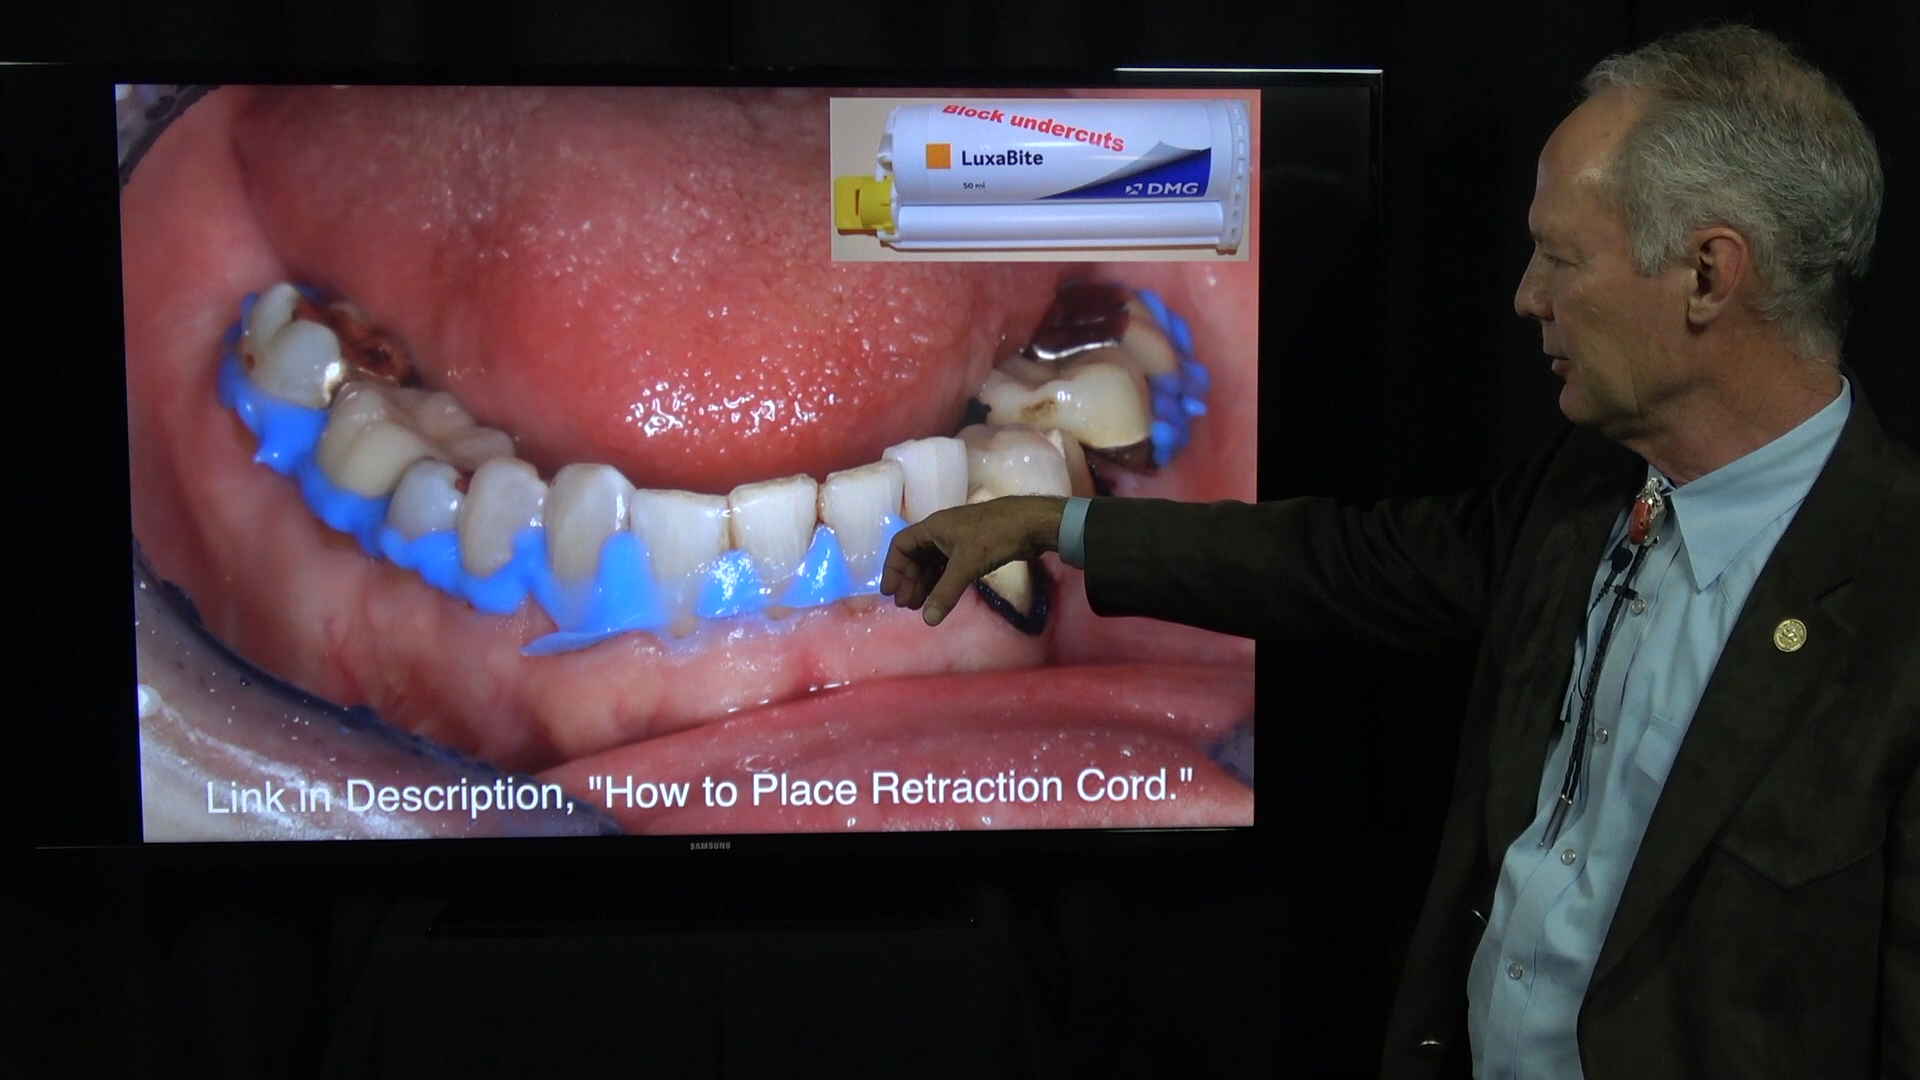 Block undercuts
LuxaBite
50 ml
DMG
Link in Description, "How to Place Retraction Cord."
SAMSUNG